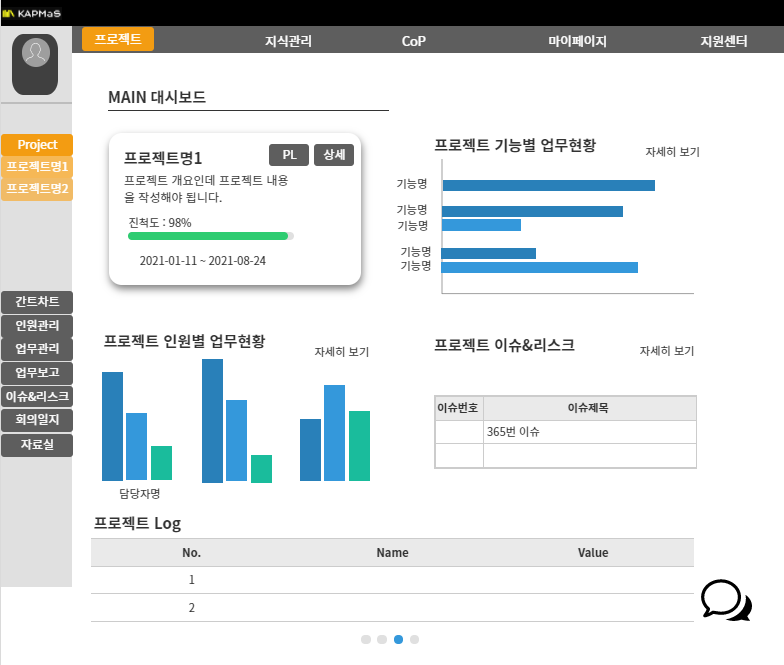 KAPMaS
프로젝트 지식관리 CoP 마이페이지 지원센터
MAIN 대시보드
Project
프로젝트명1
프로젝트명2
간트차트
인원관리
업무관리
업무보고
이슈&리스크
회의일지
자료실
프로젝트명1 PL 상세
프로젝트 개요인데 프로젝트 내용
을 작성해야 됩니다.
진척도 : 98%
2021-01-11 ~ 2021-08-24
프로젝트 기능별 업무현황 자세히 보기
기능명
기능명
기능명
기능명
기능명
프로젝트 인원별 업무현황 자세히 보기
담당자명
프로젝트 이슈&리스크 자세히 보기
이슈번호 이슈제목
365번 이슈
프로젝트 Log
No. Name Value
1
2